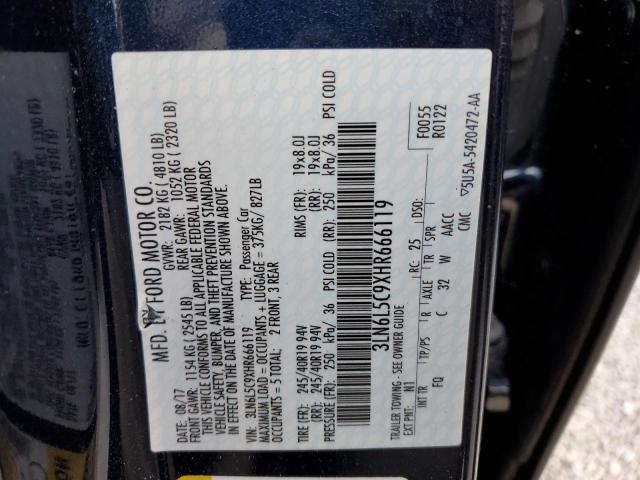 MFD. BY FORD MOTOR CO.
08/17 GVWR: 2182 KG ( 4810 LB)
FRONT GAWR: 1154 KG ( 2545 LB) REAR GAWR: 1052 KG ( 2320 LB)
THIS VEHICLE CONFORMS TO ALL APPLICABLE FEDERAL MOTOR
VEHICLE SAFETY, BUMPER, AND THEFT PREVENTION STANDARDS
IN EFFECT ON THE DATE OF MANUFACTURE SHOWN ABOVE.
VIN: 3LN6L5C9XHR666119 TYPE: Passenger Car
MAXIMUM LOAD = OCCUPANTS + LUGGAGE = 375KG/ 827LB
OCCUPANTS = 5 TOTAL: 2 FRONT, 3 REAR
TIRE (FR): 245/40R19 94V RIMS (FR): 19x8.0J
(RR): 245/40R19 94V (RR): 19x8.0J
PRESSURE (FR): 250 kPa/ 36 PSI COLD (RR): 250 kPa/ 36 PSI COLD
3LN6L5C9XHR666119
TRAILER TOWING - SEE OWNER GUIDE
F0055
R0122
EXT PNT: N1 RC: 25 DSO:
INT TR TP/PS R AXLE TR SPR
FQ C 32 W AACC
CMC 5U5A-5420472-AA